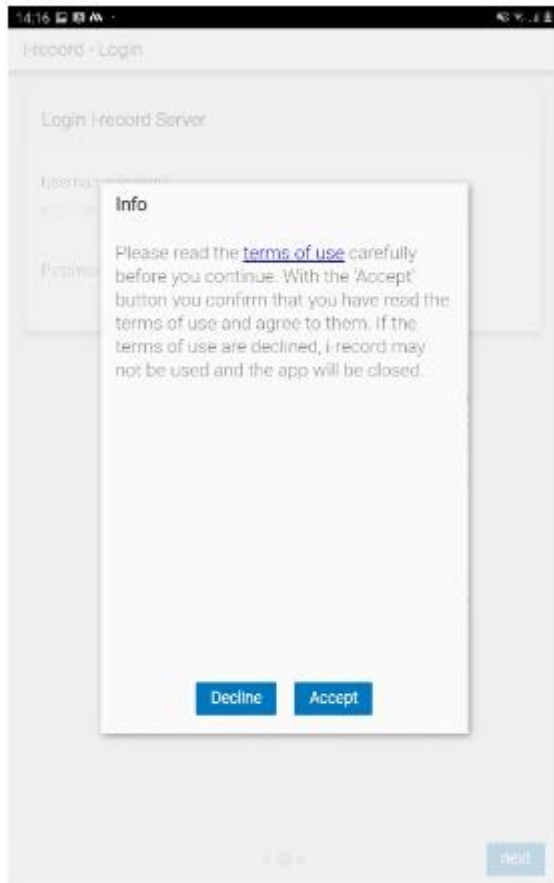 14:16
i-record - Login
Login i-record Server
Info
Please read the terms of use carefully
before you continue. With the 'Accept'
button you confirm that you have read the
terms of use and agree to them. If the
terms of use are declined, i-record may
not be used and the app will be closed.
Decline Accept
next